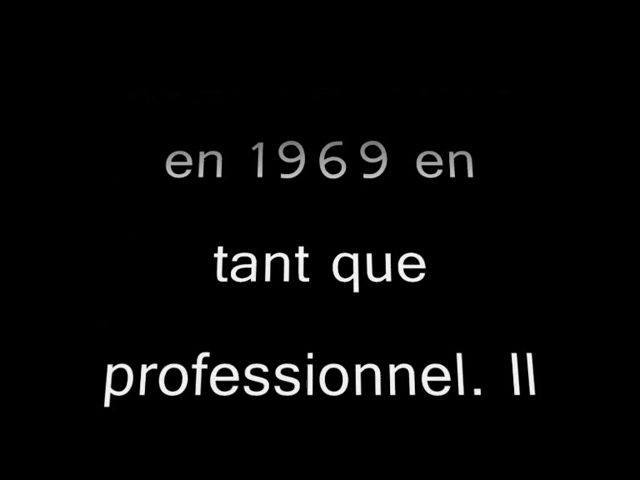 en 1969 en
tant que
professionnel. Il